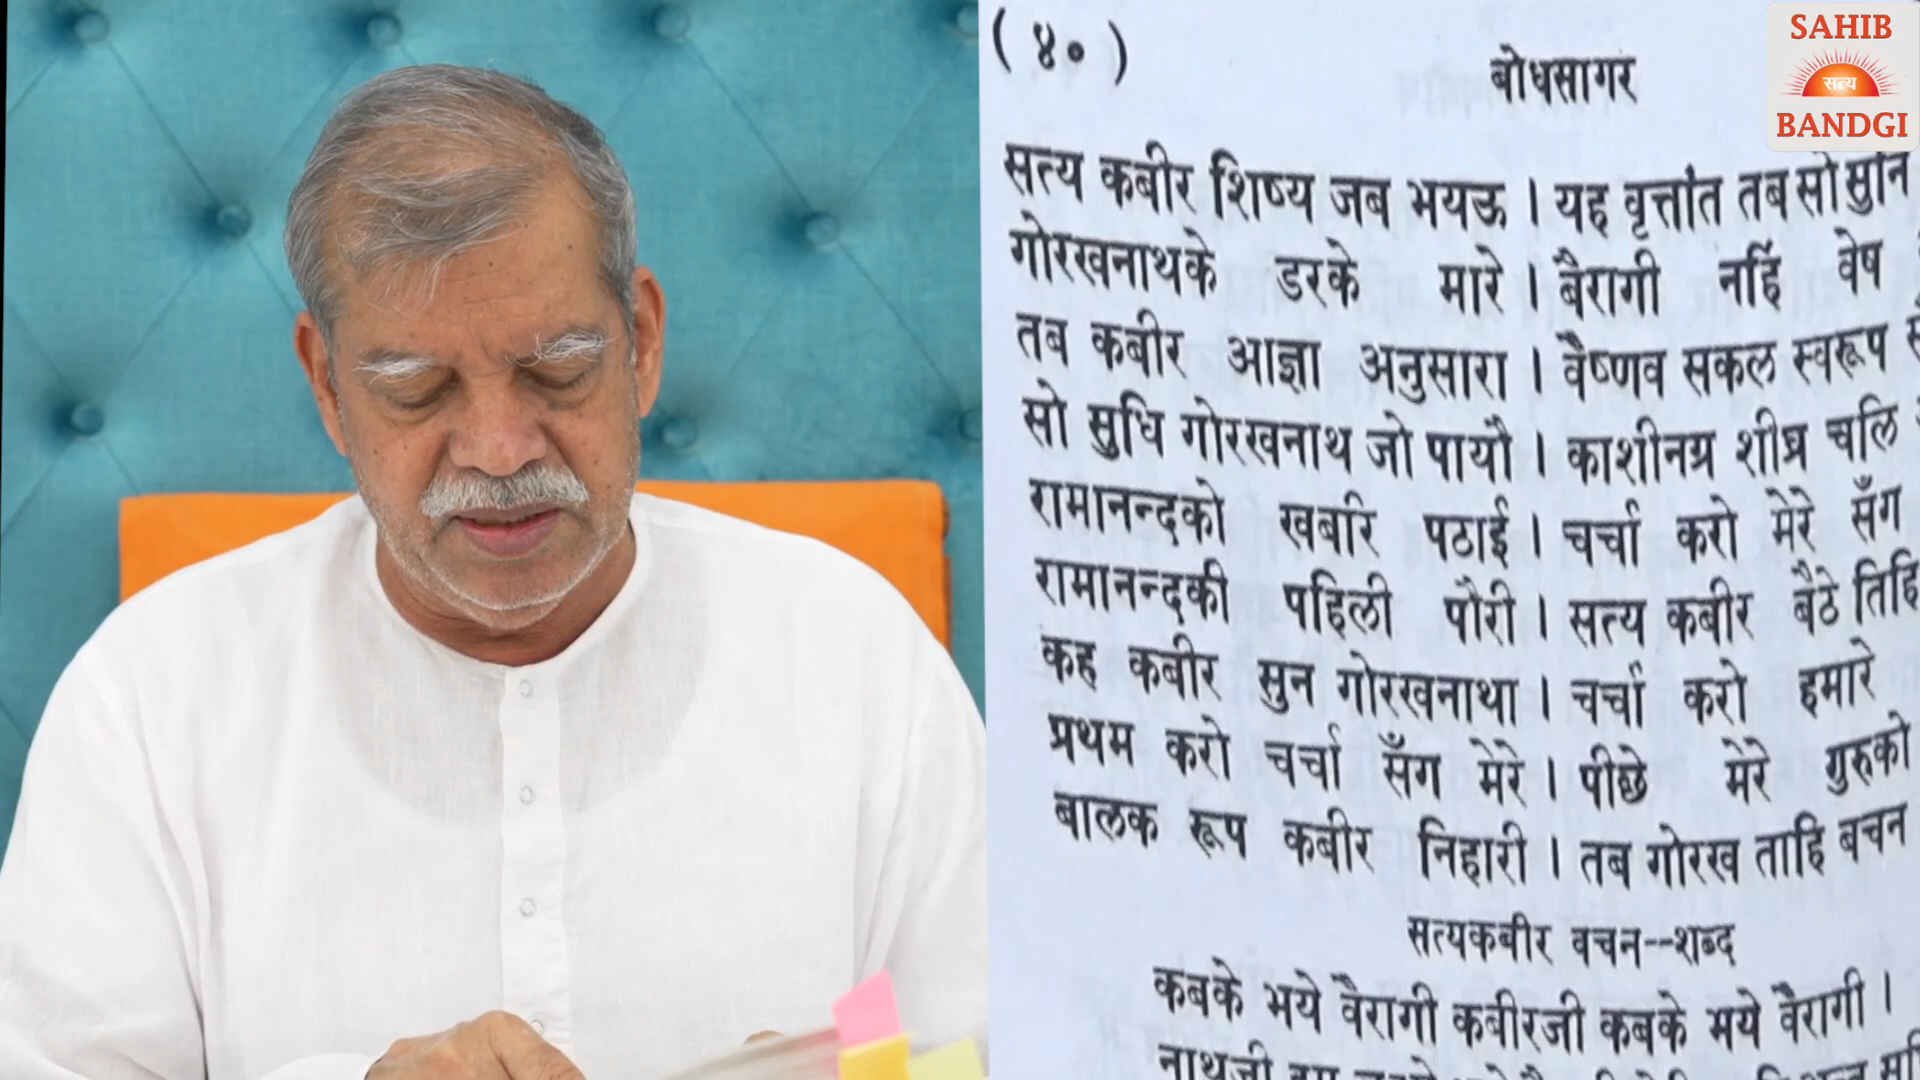 ( ४० )
बोधसागर
SAHIB
सत्य
BANDGI
सत्य कबीर शिष्य जब भयऊ । यह वृत्तांत तब सो सुनि
गोरखनाथके डरके मारे । बैरागी नहिं वेष
तब कबीर आज्ञा अनुसारा । वैष्णव सकल स्वरूप
सो सुधि गोरखनाथ जो पायौ । काशीनग्र शीघ्र चलि
रामानन्दको खबरि पठाई । चर्चा करो मेरे सँग
रामानन्दकी पहिली पौरी । सत्य कबीर बैठे तिहि
कह कबीर सुन गोरखनाथा । चर्चा करो हमारे
प्रथम करो चर्चा सँग मेरे । पीछे मेरे गुरुको
बालक रूप कबीर निहारी । तब गोरख ताहि बचन
सत्यकबीर वचन--शब्द
कबके भये वैरागी कबीरजी कबके भये वैरागी ।